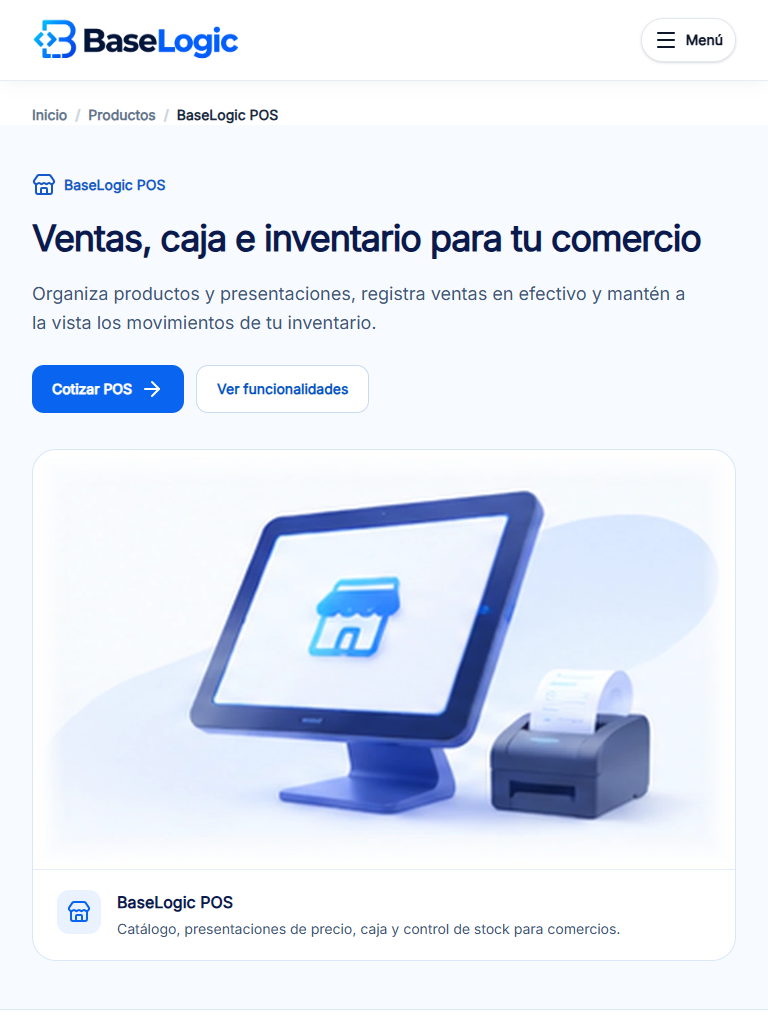 BaseLogic
Menú
Inicio / Productos / BaseLogic POS
BaseLogic POS
Ventas, caja e inventario para tu comercio
Organiza productos y presentaciones, registra ventas en efectivo y mantén a
la vista los movimientos de tu inventario.
Cotizar POS
Ver funcionalidades
BaseLogic POS
Catálogo, presentaciones de precio, caja y control de stock para comercios.